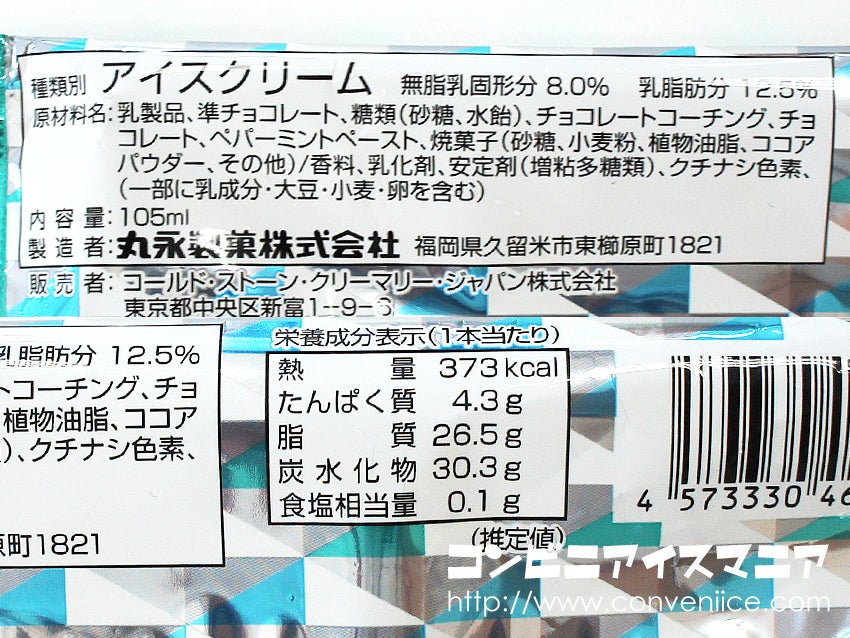 種類別 アイスクリーム 無脂乳固形分 8.0% 乳脂肪分 12.5%
原材料名:乳製品、準チョコレート、糖類(砂糖、水飴)、チョコレートコーチング、チョ
コレート、ペパーミントペースト、焼菓子(砂糖、小麦粉、植物油脂、ココア
パウダー、その他)/香料、乳化剤、安定剤(増粘多糖類)、クチナシ色素、
(一部に乳成分・大豆・小麦・卵を含む)
内容量:105ml
製造者:丸永製菓株式会社 福岡県久留米市東櫛原町1821
販売者:コールド・ストーン・クリーマリー・ジャパン株式会社
東京都中央区新富1-9-6
乳脂肪分 12.5%
トコーチング、チョ
植物油脂、ココア
)、クチナシ色素、
原町1821
栄養成分表示(1本当たり)
熱量 373kcal
たんぱく質 4.3g
脂質 26.5g
炭水化物 30.3g
食塩相当量 0.1g
(推定値)
4 573330 46
コンビニアイスマニア
http://www.conveniice.com